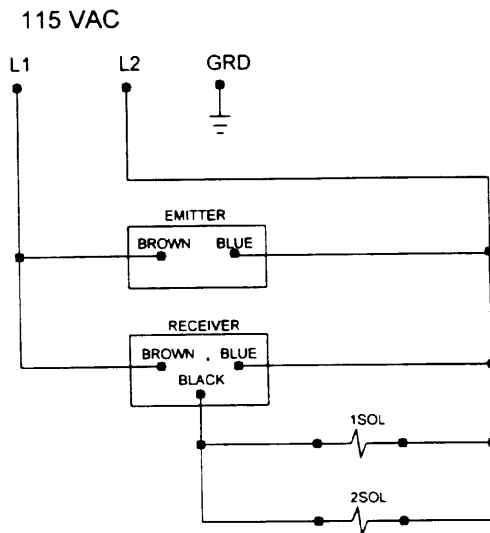 115 VAC
L1 L2 GRD
EMITTER
BROWN BLUE
RECEIVER
BROWN . BLUE
BLACK
1SOL
2SOL